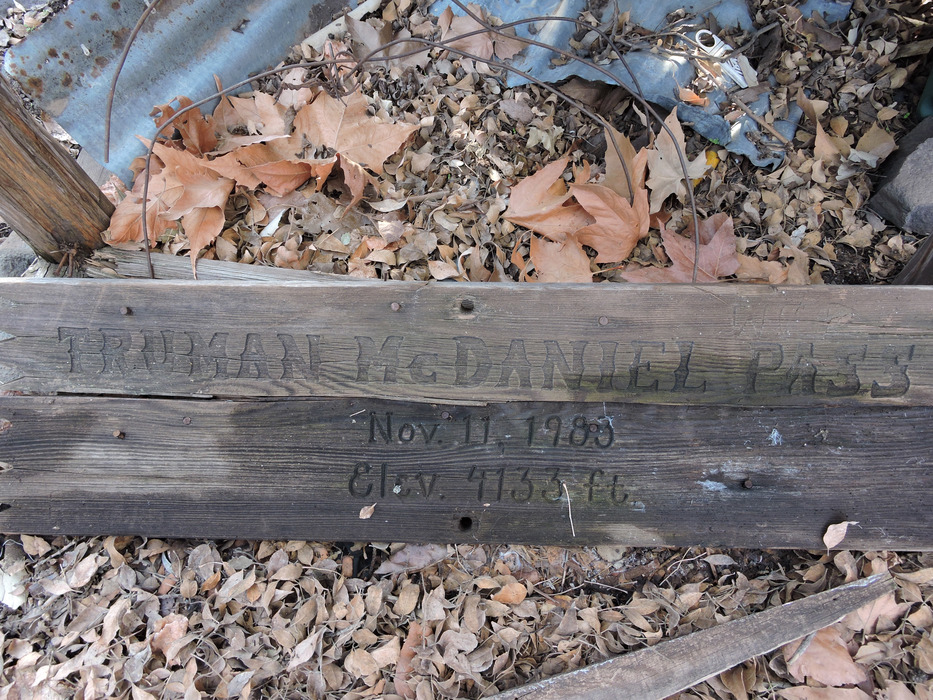 TRUMAN McDANIEL PASS
Nov. 11, 1983
Elev. 4133 ft.